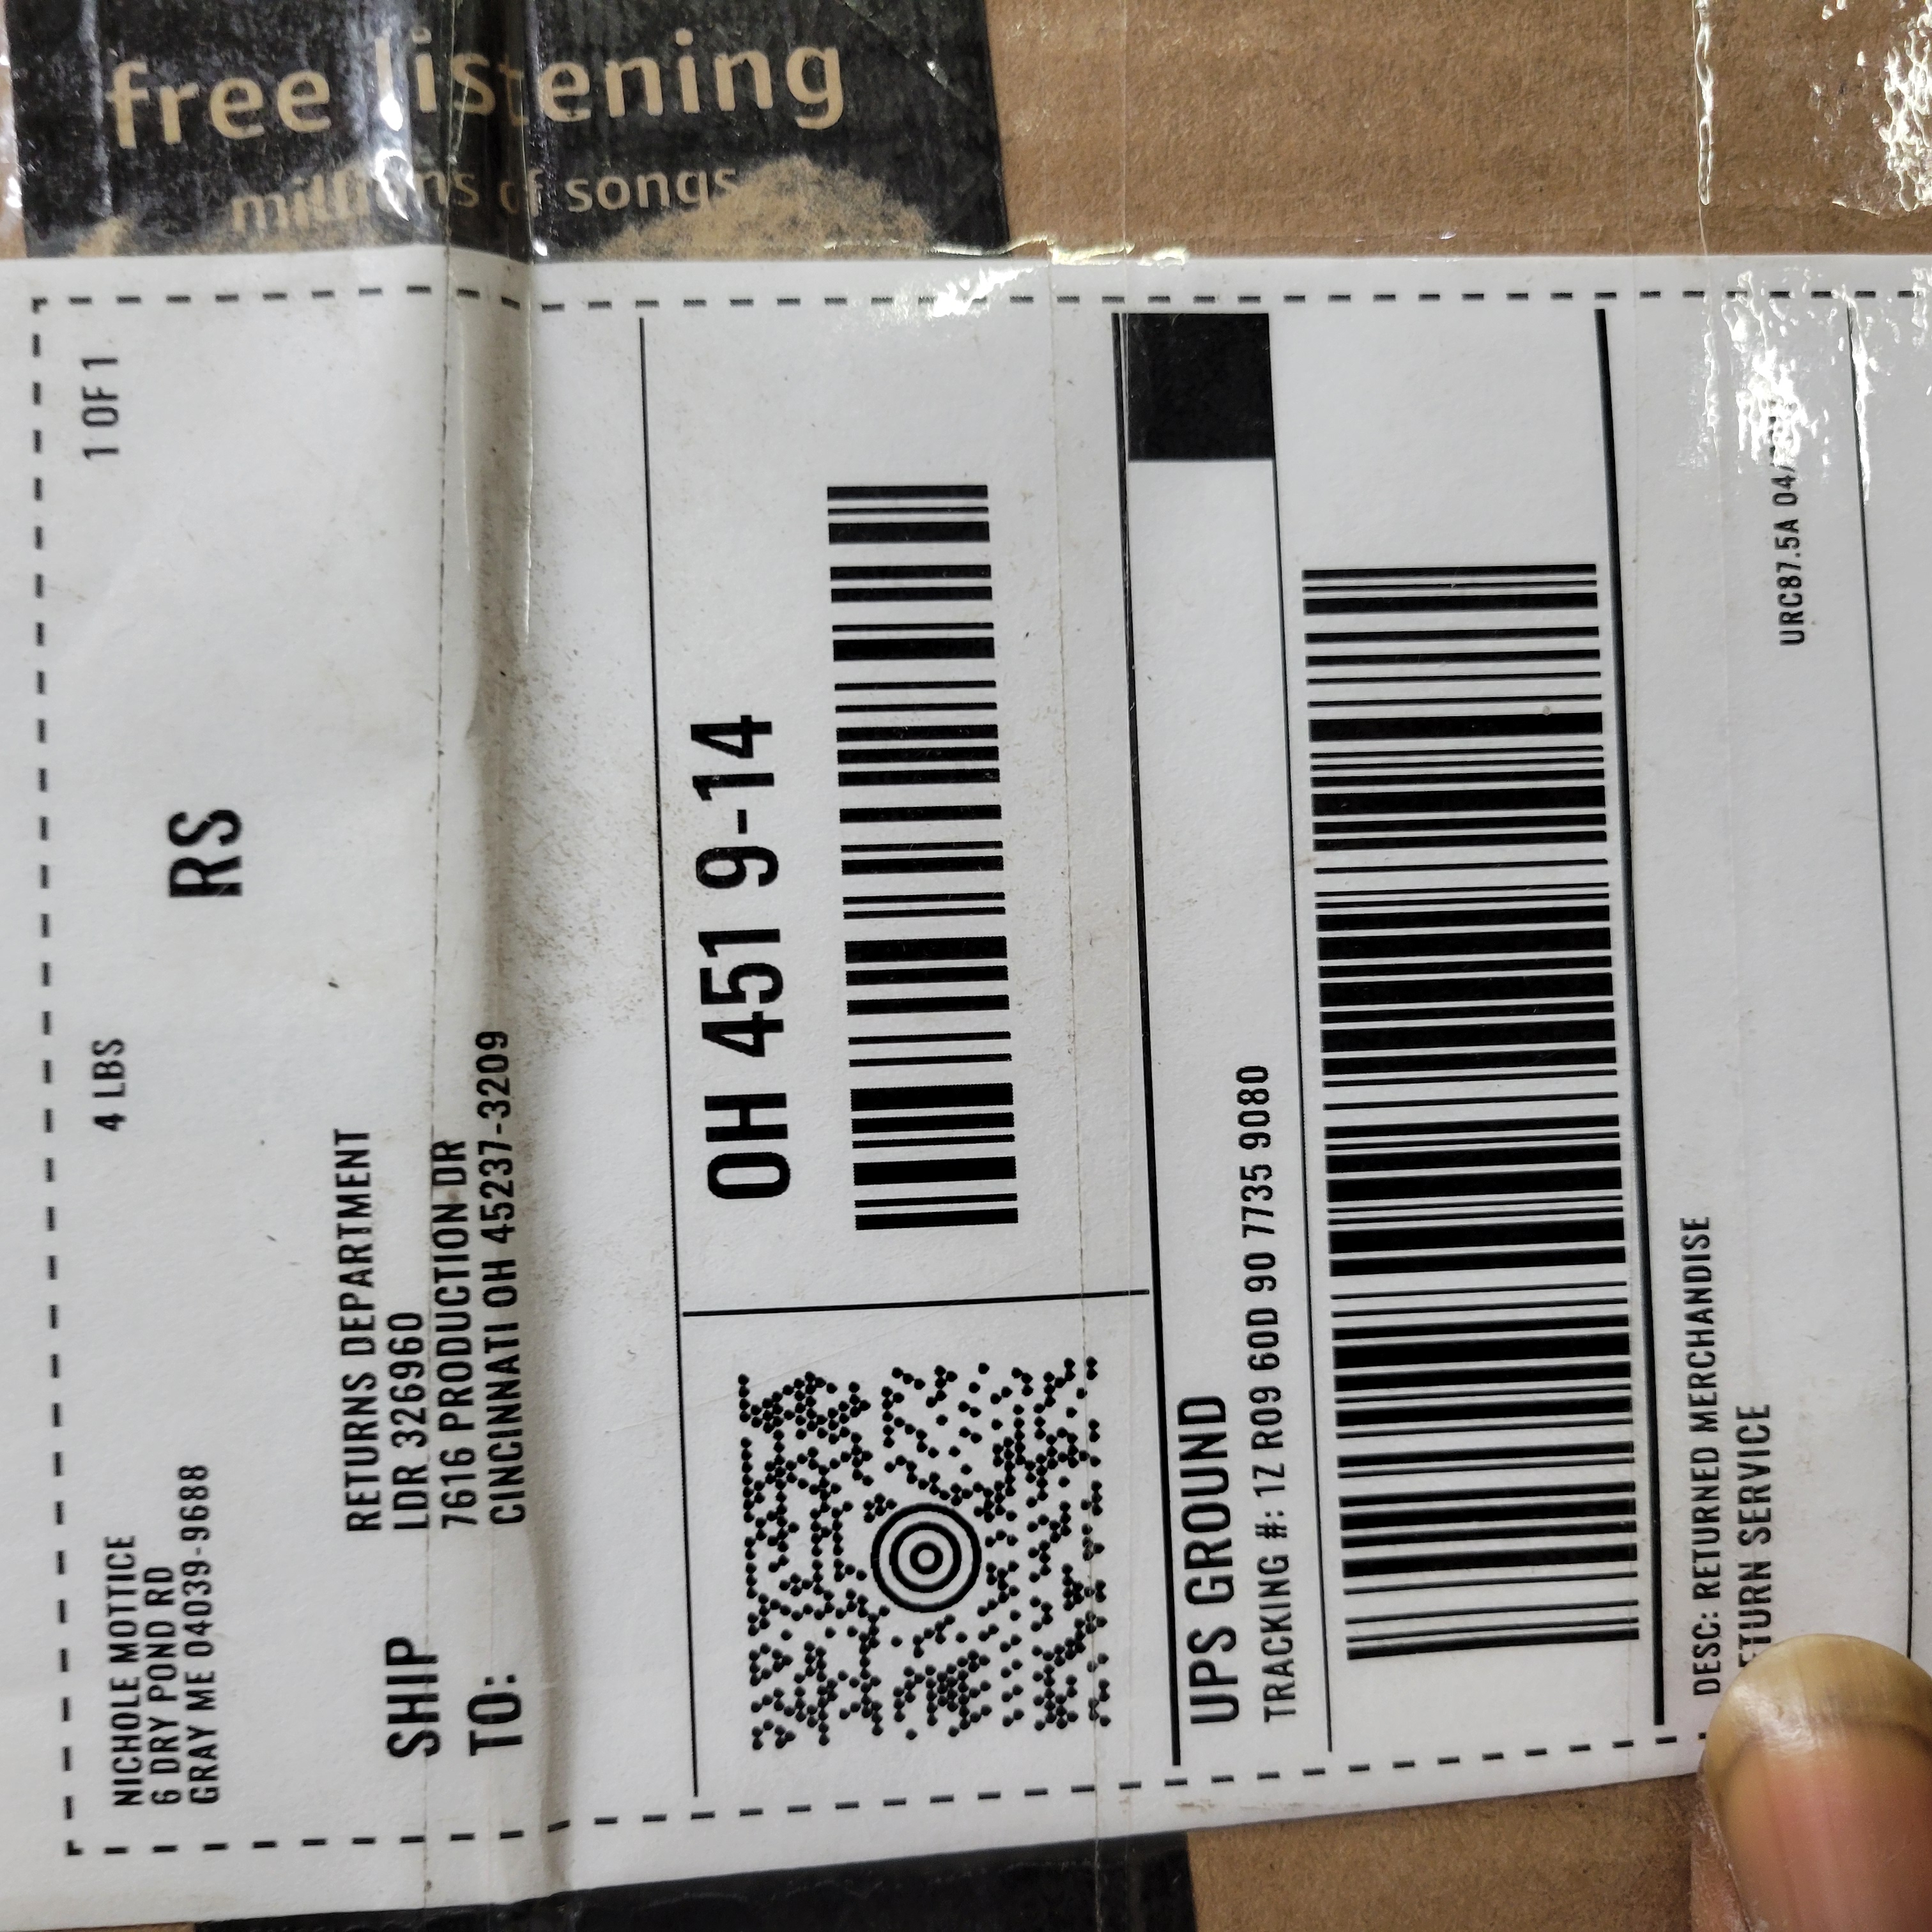 free listening
millions of songs
NICHOLE MOTTICE
6 DRY POND RD
GRAY ME 04039-9688
4 LBS
1 OF 1
RS
SHIP
TO:
RETURNS DEPARTMENT
LDR 326960
7616 PRODUCTION DR
CINCINNATI OH 45237-3209
OH 451 9-14
UPS GROUND
TRACKING #: 1Z R09 60D 90 7735 9080
DESC: RETURNED MERCHANDISE
SERVICE
URC87.5A